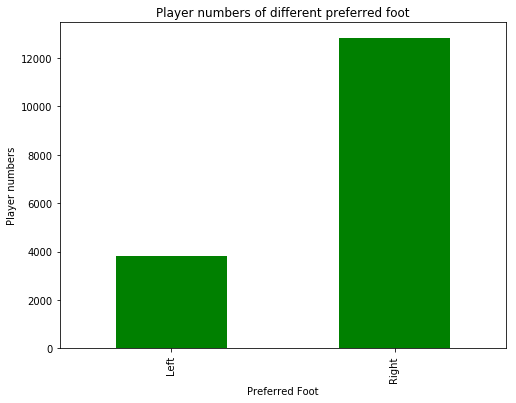 Player numbers of different preferred foot
12000
10000
8000
6000
4000
2000
0
Player numbers
Left
Right
Preferred Foot